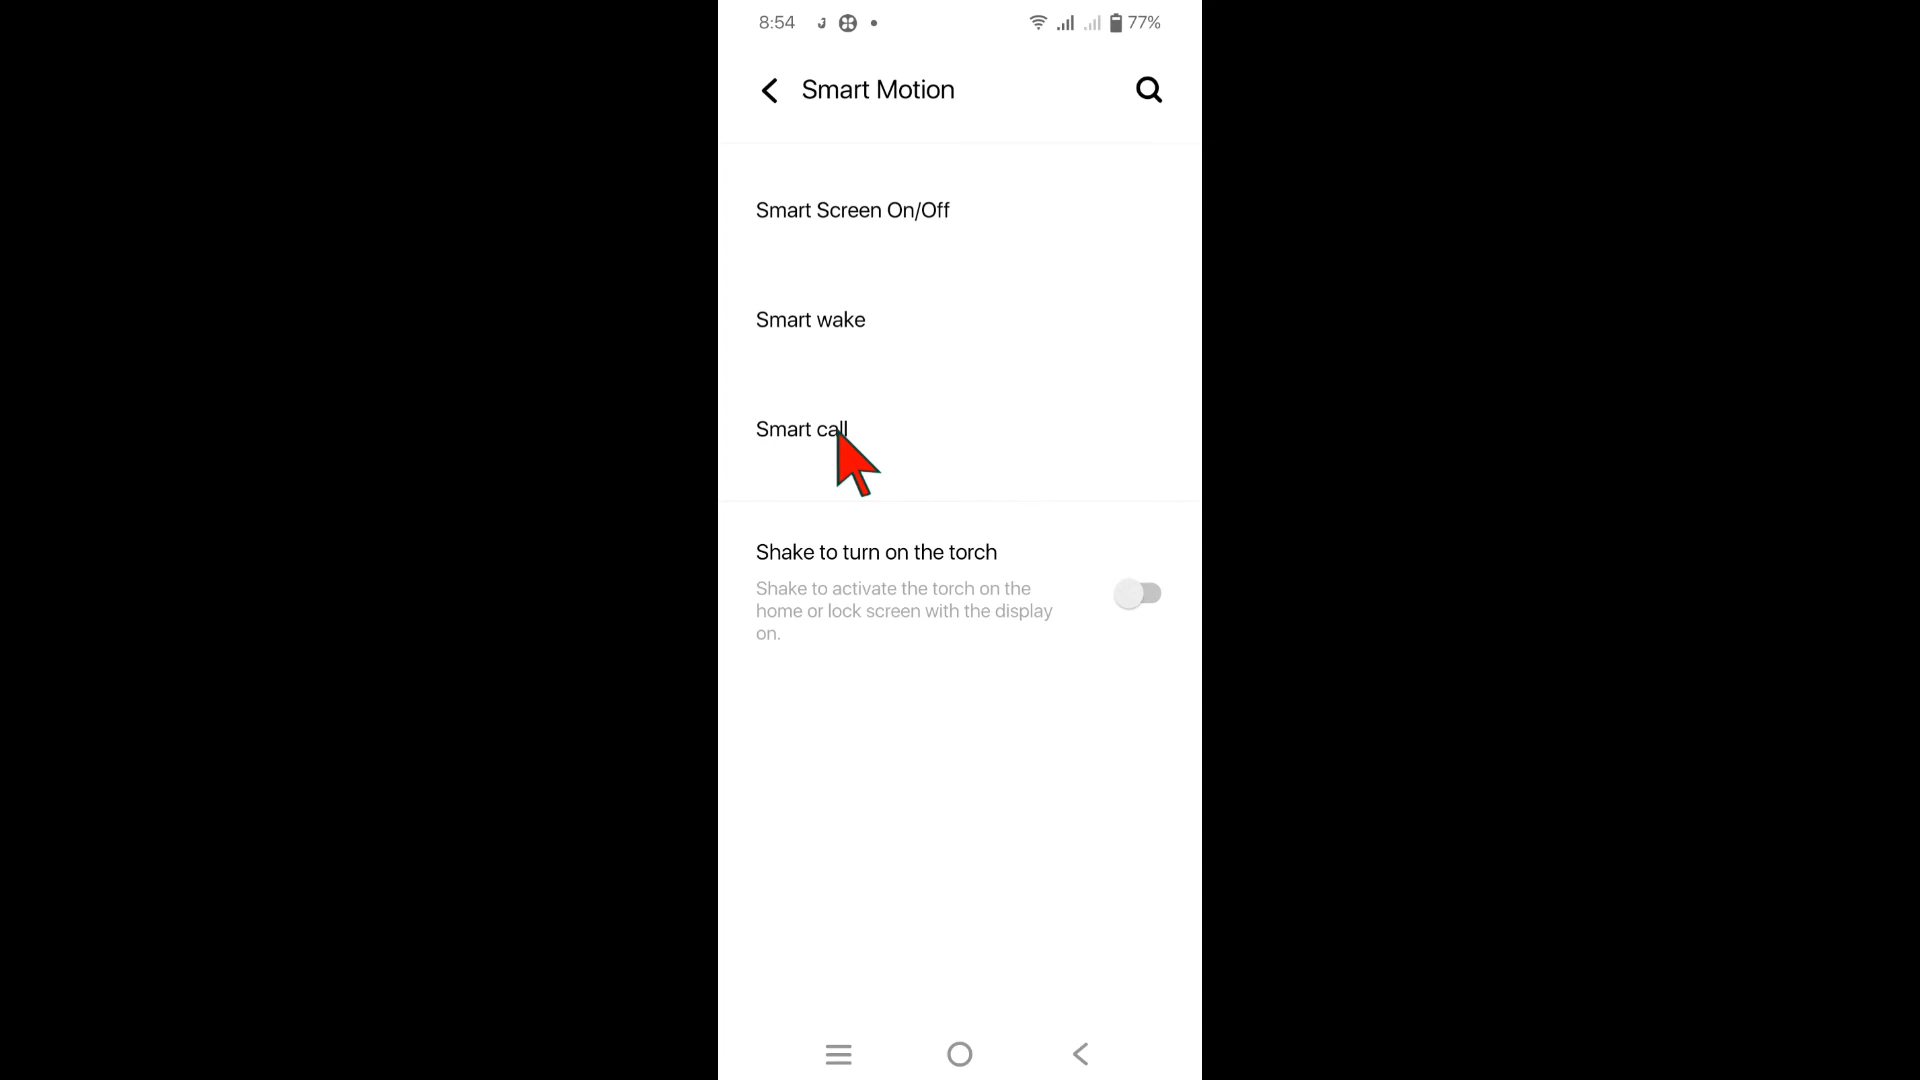 8:54
77%
Smart Motion
Smart Screen On/Off
Smart wake
Smart call
Shake to turn on the torch
Shake to activate the torch on the
home or lock screen with the display
on.